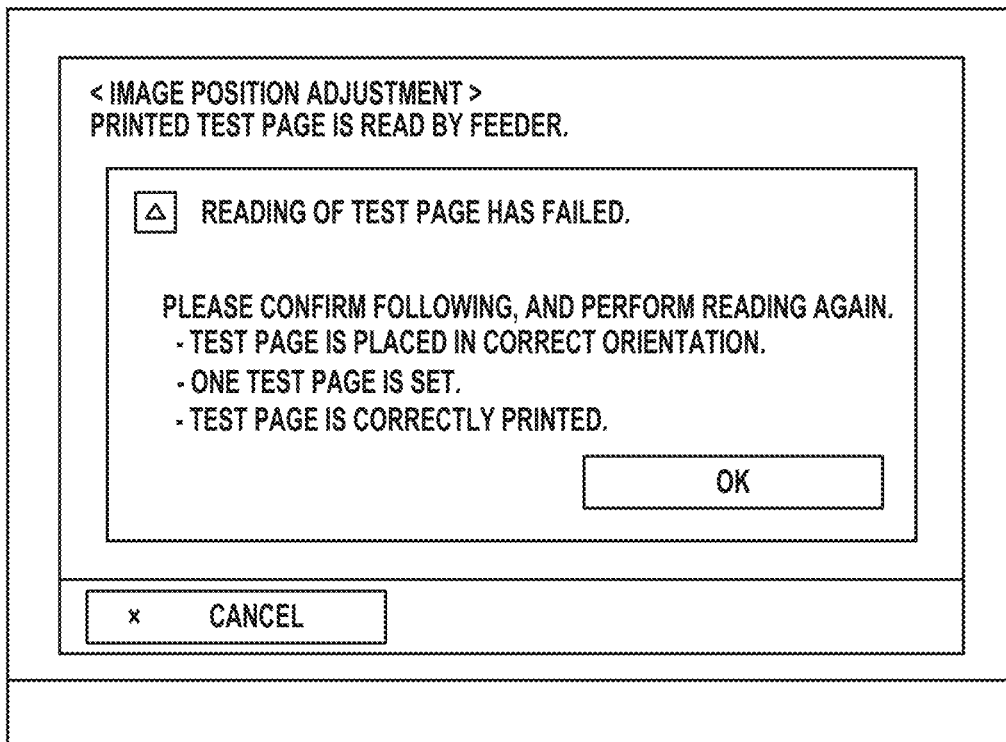 < IMAGE POSITION ADJUSTMENT >
PRINTED TEST PAGE IS READ BY FEEDER.
READING OF TEST PAGE HAS FAILED.
PLEASE CONFIRM FOLLOWING, AND PERFORM READING AGAIN.
- TEST PAGE IS PLACED IN CORRECT ORIENTATION.
- ONE TEST PAGE IS SET.
- TEST PAGE IS CORRECTLY PRINTED.
OK
× CANCEL